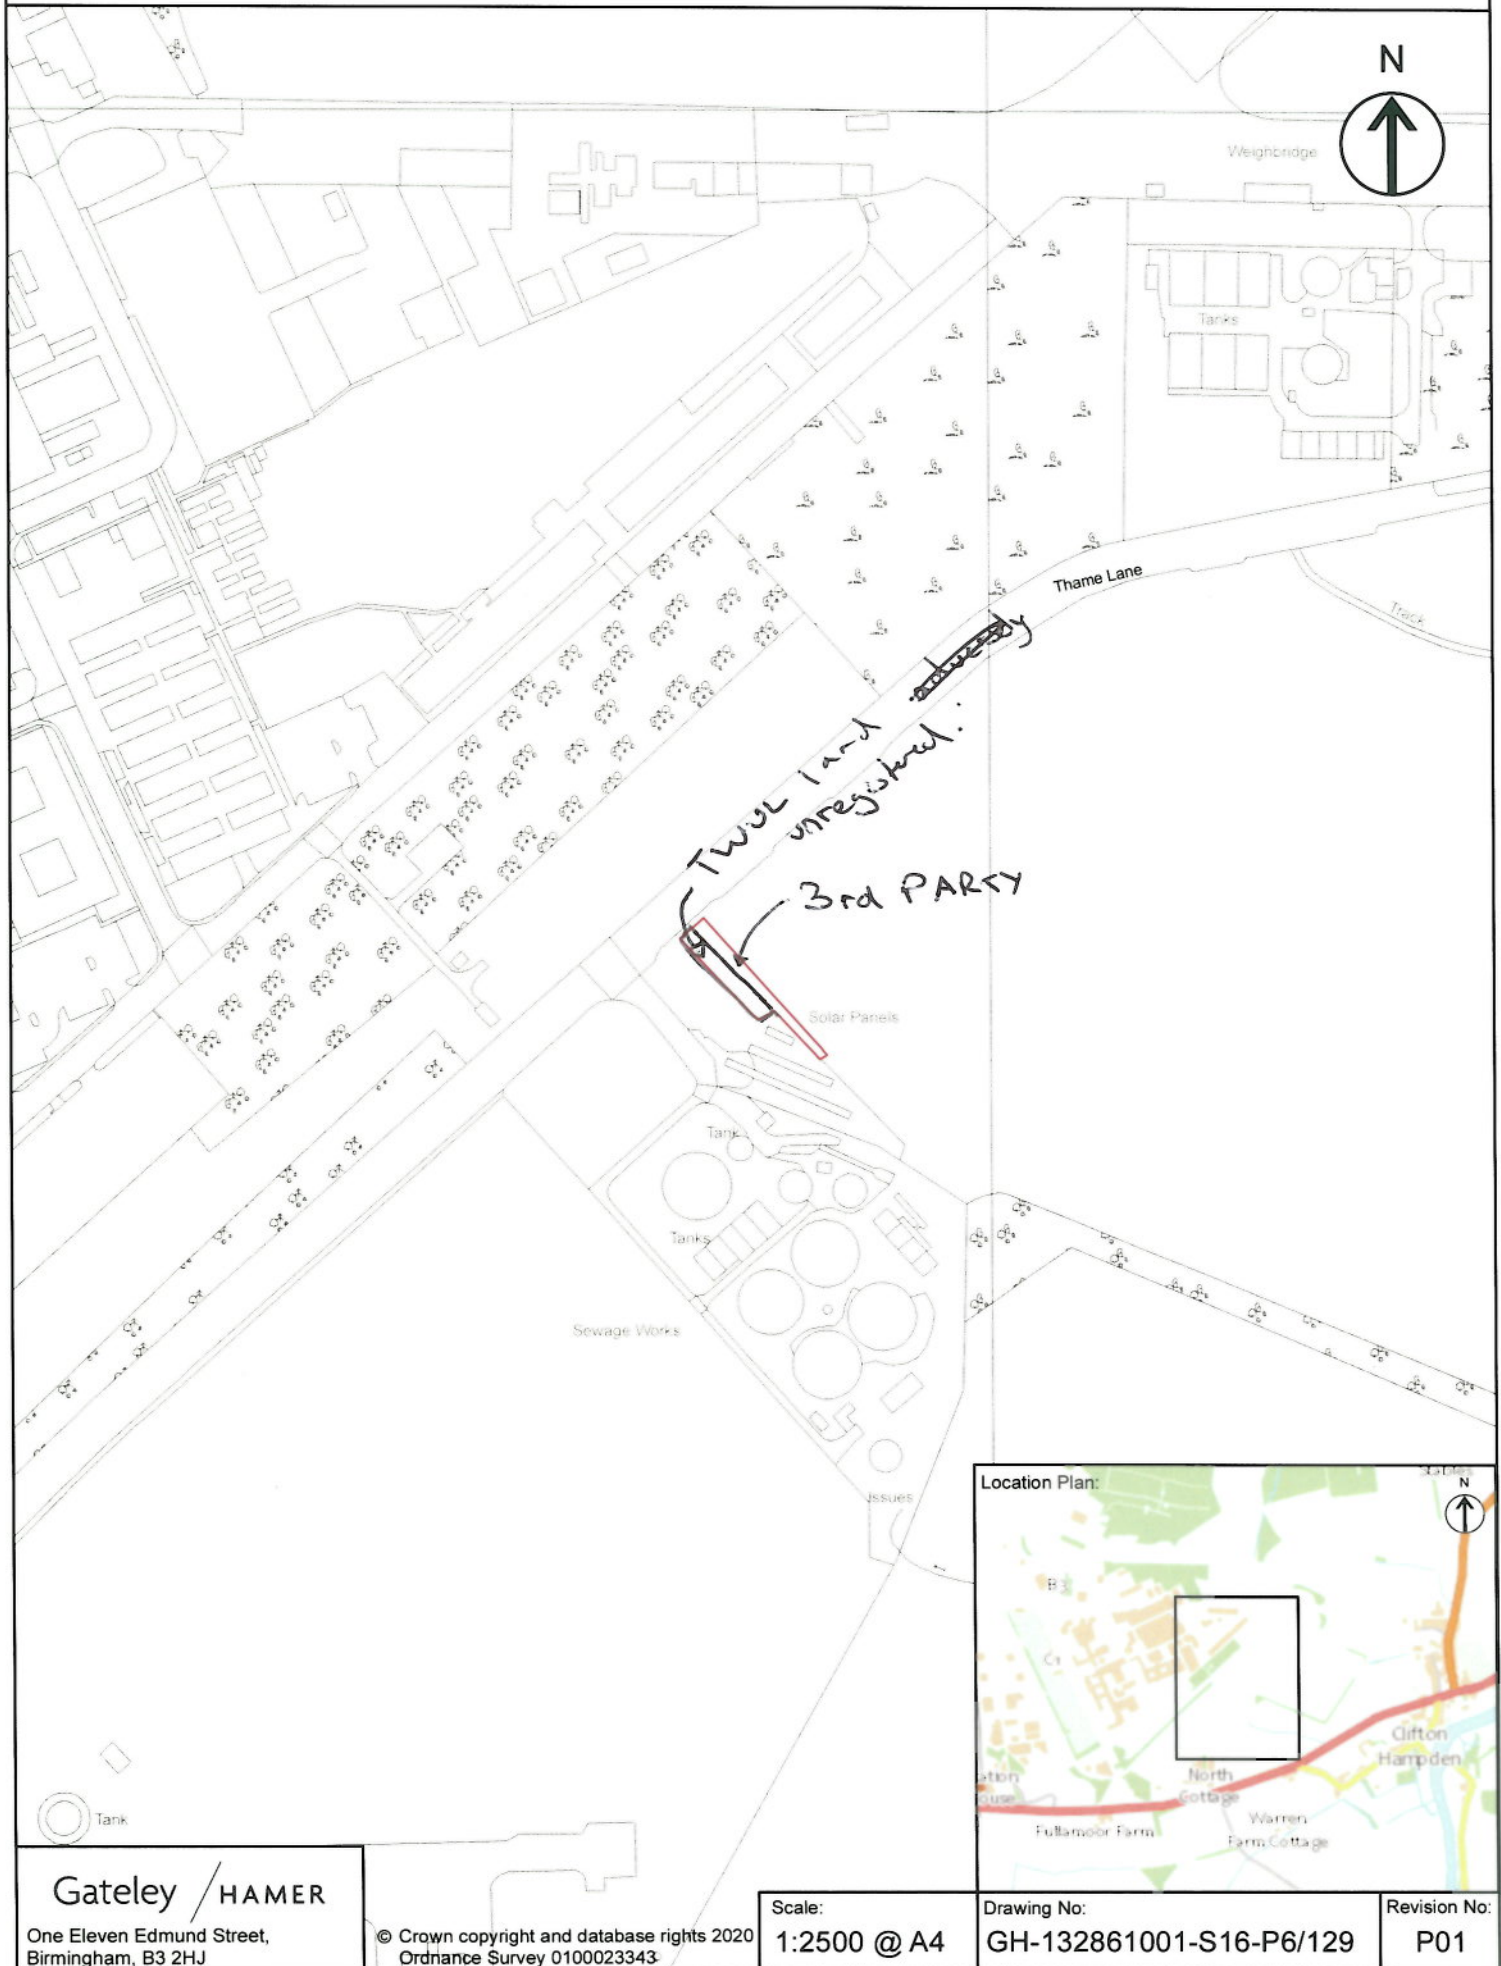 N
Weighbridge
Tanks
Thame Lane
Track
TWUL land
unregistered.
3rd PARTY
Solar Panels
Tank
Tanks
Sewage Works
Issues
Tank
Location Plan:
Stables
N
B3
C1
Clifton
Hampden
North
Cottage
Fullamoor Farm
Warren
Farm Cottage
Gateley / HAMER
One Eleven Edmund Street,
Birmingham, B3 2HJ
© Crown copyright and database rights 2020
Ordnance Survey 0100023343
Scale:
1:2500 @ A4
Drawing No:
GH-132861001-S16-P6/129
Revision No:
P01